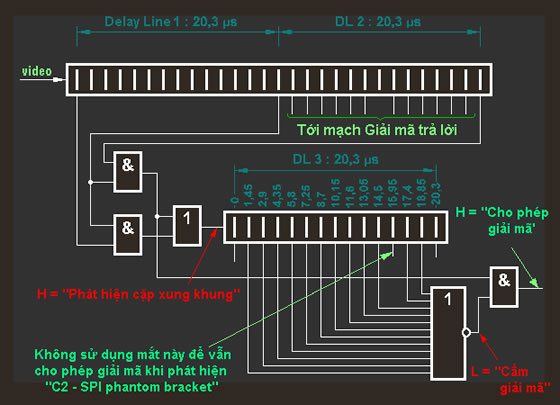 Delay Line 1 : 20,3 µs
DL 2 : 20,3 µs
video
Tới mạch Giải mã trả lời
&
DL 3 : 20,3 µs
0
1,45
2,9
4,35
5,8
7,25
8,7
10,15
11,6
13,05
14,5
15,95
17,4
18,85
20,3
&
1
H = "Cho phép
giải mã'
H = "Phát hiện cặp xung khung"
&
1
Không sử dụng mắt này để vẫn
cho phép giải mã khi phát hiện
"C2 - SPI phantom bracket"
L = "Cấm
giải mã"